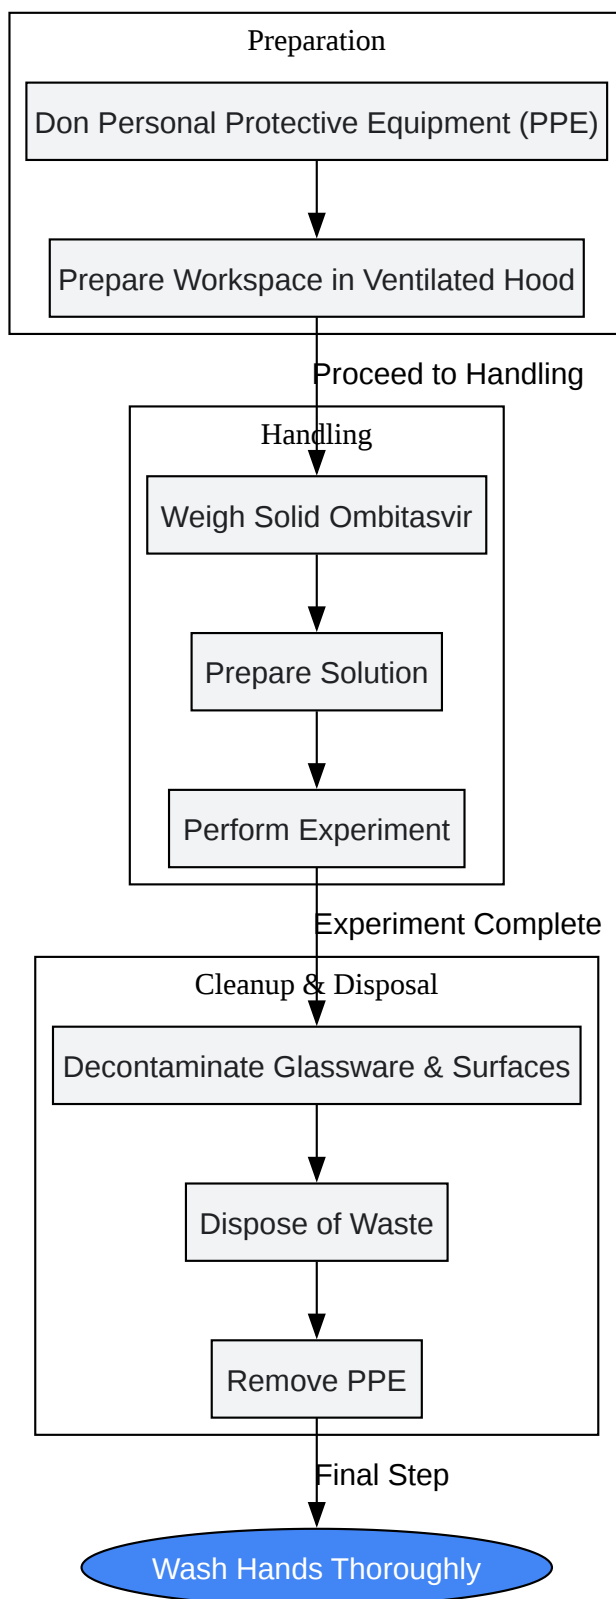 Preparation
Don Personal Protective Equipment (PPE)
Prepare Workspace in Ventilated Hood
Proceed to Handling
Handling
Weigh Solid Ombitasvir
Prepare Solution
Perform Experiment
Experiment Complete
Cleanup & Disposal
Decontaminate Glassware & Surfaces
Dispose of Waste
Remove PPE
Final Step
Wash Hands Thoroughly